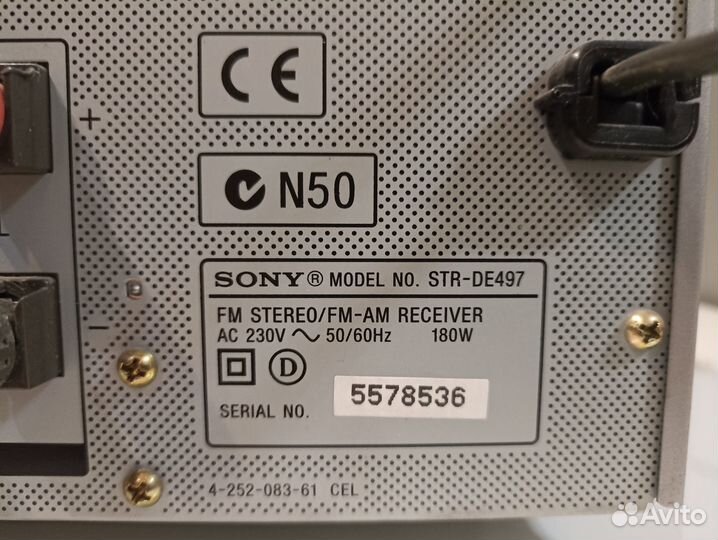 CE
+
N50
SONY® MODEL NO. STR-DE497
FM STEREO/FM-AM RECEIVER
AC 230V ~ 50/60Hz 180W
D
−
SERIAL NO. 5578536
4-252-083-61 CEL
Avito